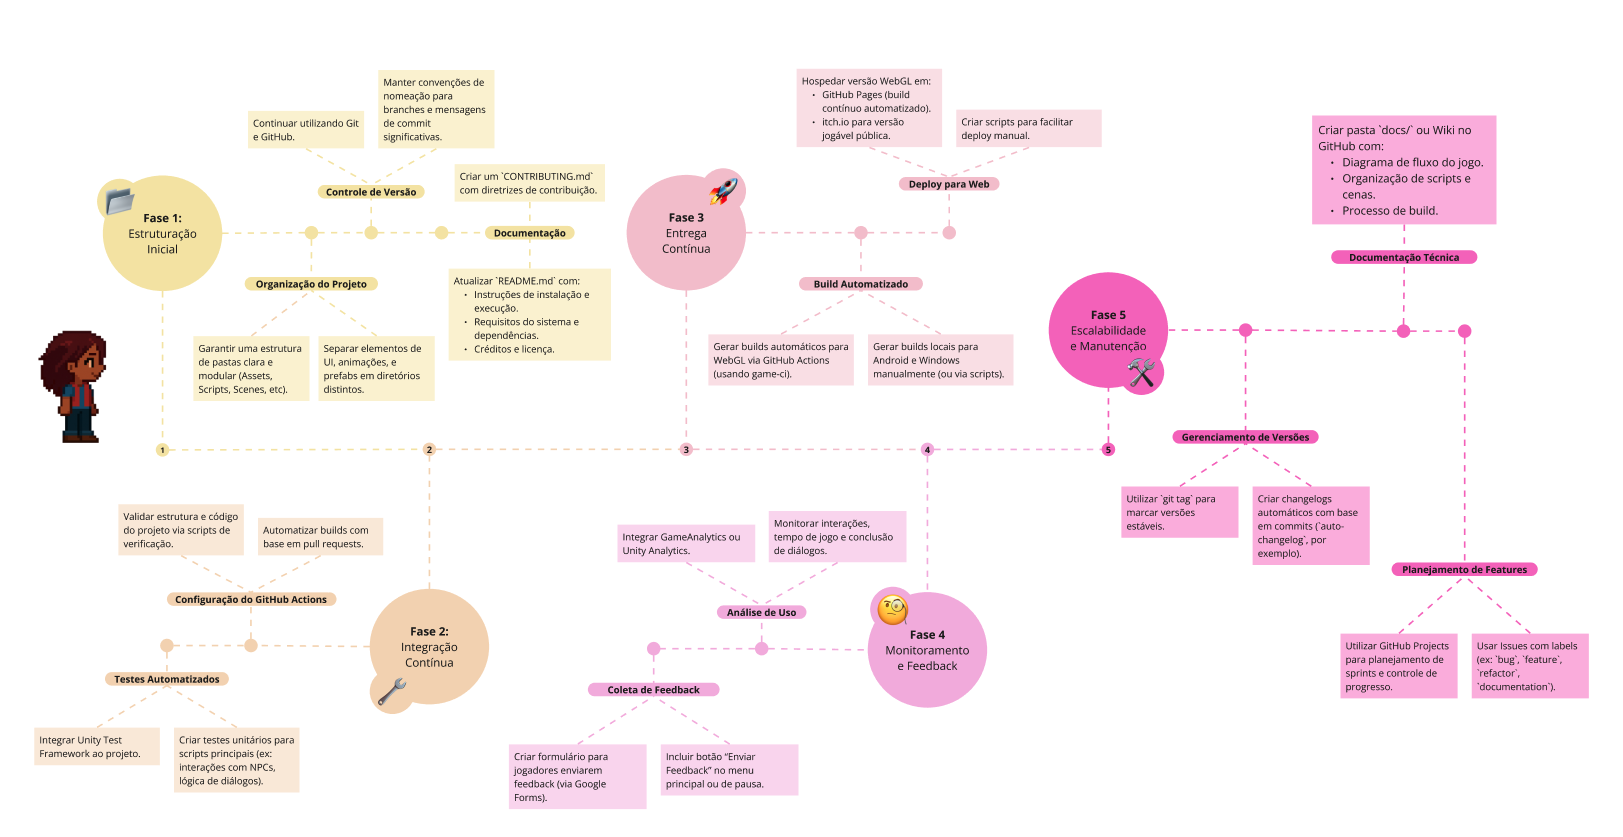 Fase 1:
Estruturação
Inicial
Controle de Versão
Continuar utilizando Git
e GitHub.
Manter convenções de
nomeação para
branches e mensagens
de commit
significativas.
Organização do Projeto
Garantir uma estrutura
de pastas clara e
modular (Assets,
Scripts, Scenes, etc).
Separar elementos de
UI, animações, e
prefabs em diretórios
distintos.
Documentação
Criar um `CONTRIBUTING.md`
com diretrizes de contribuição.
Atualizar `README.md` com:
• Instruções de instalação e
execução.
• Requisitos do sistema e
dependências.
• Créditos e licença.
Fase 3
Entrega
Contínua
Deploy para Web
Hospedar versão WebGL em:
• GitHub Pages (build
contínuo automatizado).
• itch.io para versão
jogável pública.
Criar scripts para facilitar
deploy manual.
Build Automatizado
Gerar builds automáticos para
WebGL via GitHub Actions
(usando game-ci).
Gerar builds locais para
Android e Windows
manualmente (ou via scripts).
Fase 5
Escalabilidade
e Manutenção
Documentação Técnica
Criar pasta `docs/` ou Wiki no
GitHub com:
• Diagrama de fluxo do jogo.
• Organização de scripts e
cenas.
• Processo de build.
Gerenciamento de Versões
Utilizar `git tag` para
marcar versões
estáveis.
Criar changelogs
automáticos com base
em commits (`auto-
changelog`, por
exemplo).
Planejamento de Features
Utilizar GitHub Projects
para planejamento de
sprints e controle de
progresso.
Usar Issues com labels
(ex: `bug`, `feature`,
`refactor`,
`documentation`).
1
2
3
4
5
Fase 2:
Integração
Contínua
Configuração do GitHub Actions
Validar estrutura e código
do projeto via scripts de
verificação.
Automatizar builds com
base em pull requests.
Testes Automatizados
Integrar Unity Test
Framework ao projeto.
Criar testes unitários para
scripts principais (ex:
interações com NPCs,
lógica de diálogos).
Fase 4
Monitoramento
e Feedback
Análise de Uso
Integrar GameAnalytics ou
Unity Analytics.
Monitorar interações,
tempo de jogo e conclusão
de diálogos.
Coleta de Feedback
Criar formulário para
jogadores enviarem
feedback (via Google
Forms).
Incluir botão “Enviar
Feedback” no menu
principal ou de pausa.